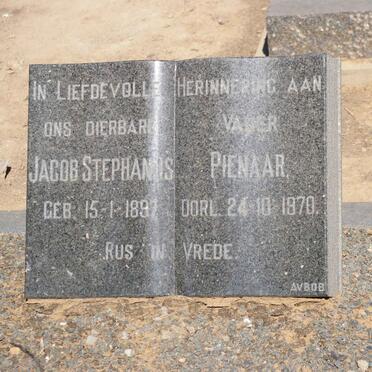 IN LIEFDEVOLLE HERINNERING AAN
ONS DIERBARE VADER
JACOB STEPHANUS PIENAAR,
GEB. 15-1-1897 OORL. 24-10-1970.
RUS IN VREDE.
AVBOB